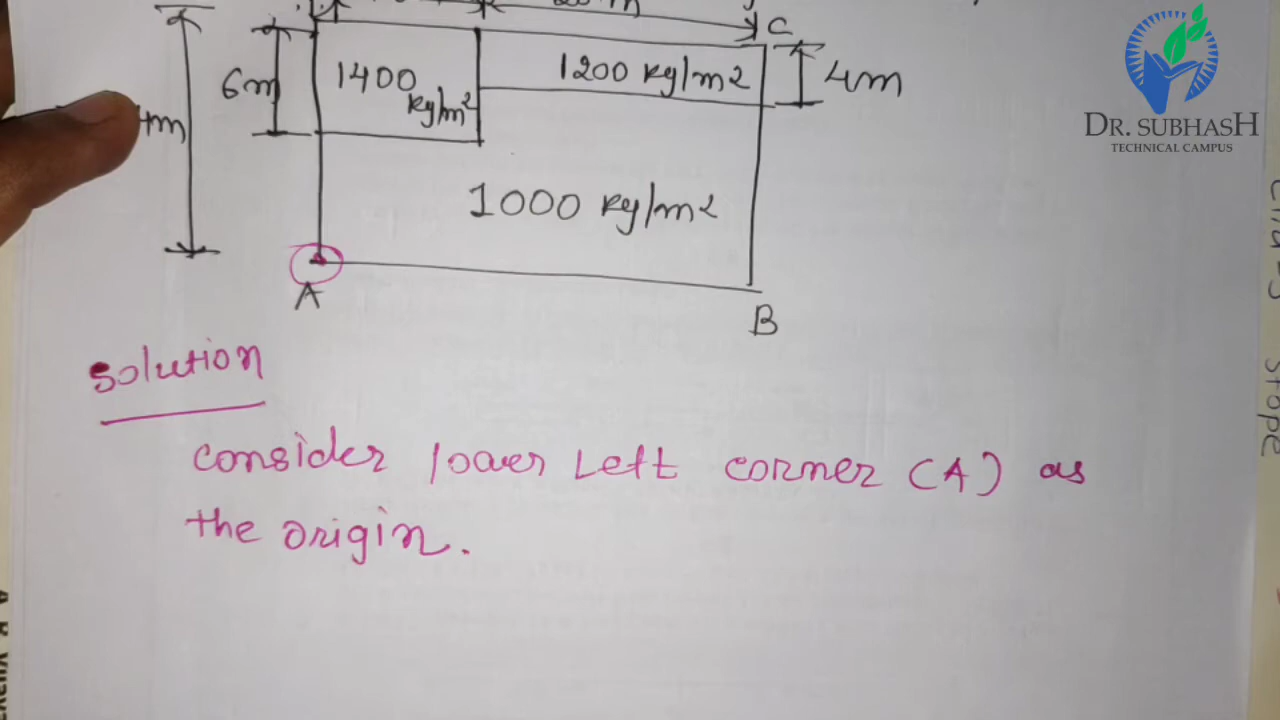 C
6m
1400
kg/m²
1200 kg/m²
4m
m
1000 kg/m²
A
B
Solution
Consider lower Left corner (A) as
the origin.
DR. SUBHASH
TECHNICAL CAMPUS
slope